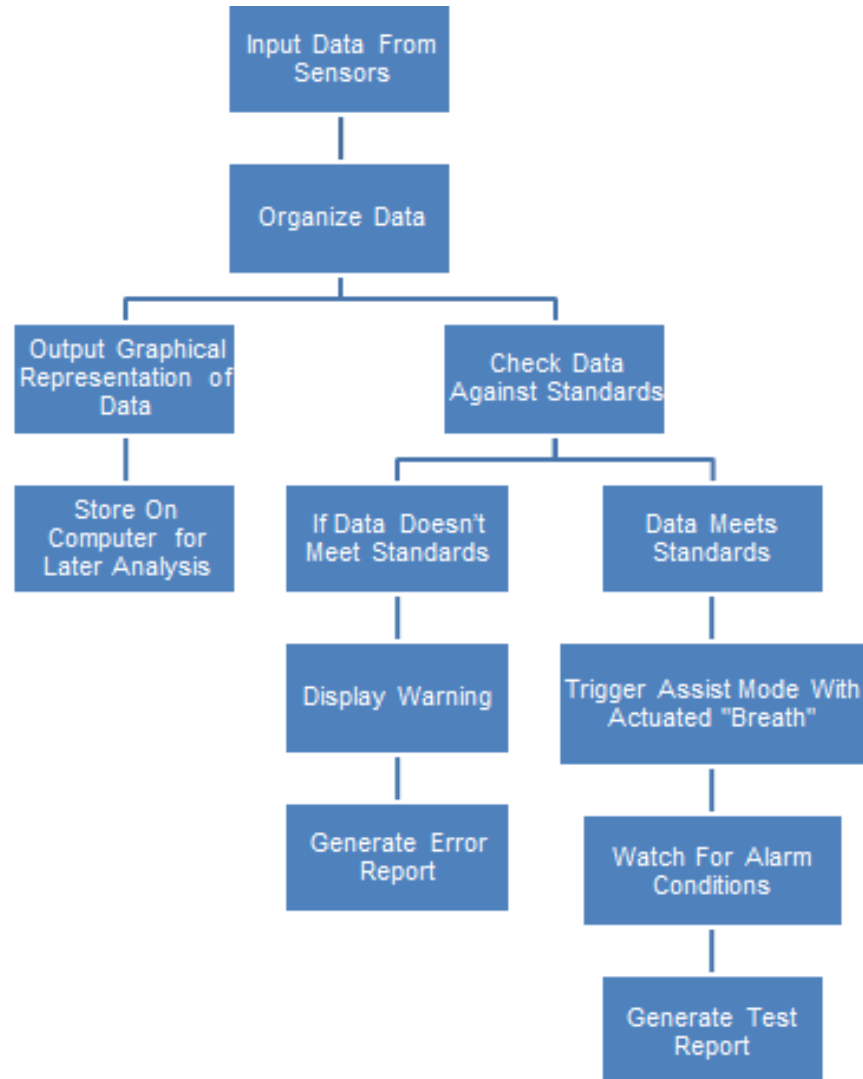 Input Data From
Sensors
Organize Data
Output Graphical
Representation of
Data
Check Data
Against Standards
Store On
Computer for
Later Analysis
If Data Doesn't
Meet Standards
Data Meets
Standards
Display Warning
Trigger Assist Mode With
Actuated "Breath"
Generate Error
Report
Watch For Alarm
Conditions
Generate Test
Report